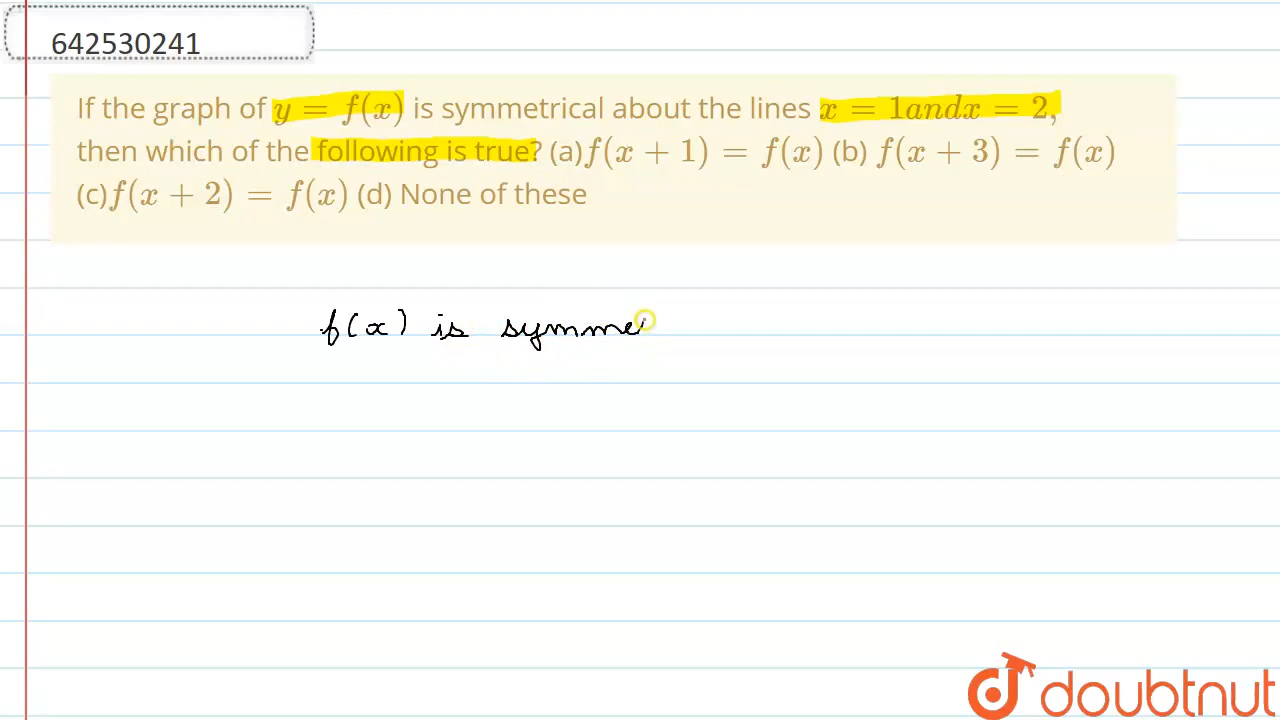 642530241
If the graph of y = f(x) is symmetrical about the lines x = 1andx = 2,
then which of the following is true? (a)f(x + 1) = f(x) (b) f(x + 3) = f(x)
(c)f(x + 2) = f(x) (d) None of these
f(x) is symme
doubtnut